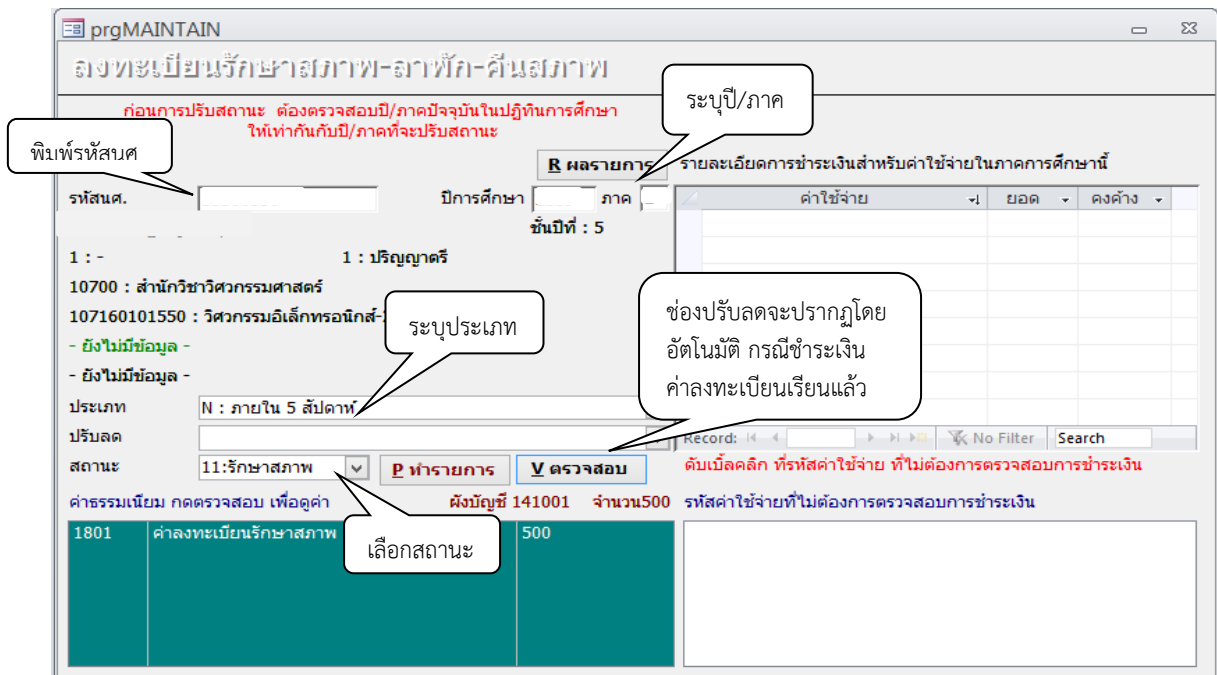 prgMAINTAIN
ลงทะเบียนรักษาสภาพ-ลาพัก-คืนสภาพ
ก่อนการปรับสถานะ ต้องตรวจสอบปี/ภาคปัจจุบันในปฏิทินการศึกษา
ให้เท่ากันกับปี/ภาคที่จะปรับสถานะ
ระบุปี/ภาค
พิมพ์รหัสนศ
R ผลรายการ
รายละเอียดการชำระเงินสำหรับค่าใช้จ่ายในภาคการศึกษานี้
รหัสนศ.
ปีการศึกษา
ภาค
ค่าใช้จ่าย
ยอด
คงค้าง
ชั้นปีที่ : 5
1 : -
1 : ปริญญาตรี
10700 : สำนักวิชาวิศวกรรมศาสตร์
107160101550 : วิศวกรรมอิเล็กทรอนิกส์-
ระบุประเภท
ช่องปรับลดจะปรากฏโดย
อัตโนมัติ กรณีชำระเงิน
ค่าลงทะเบียนเรียนแล้ว
- ยังไม่มีข้อมูล -
- ยังไม่มีข้อมูล -
ประเภท
N : ภายใน 5 สัปดาห์
ปรับลด
Record:
No Filter
Search
สถานะ
11:รักษาสภาพ
P ทำรายการ
V ตรวจสอบ
ดับเบิ้ลคลิก ที่รหัสค่าใช้จ่าย ที่ไม่ต้องการตรวจสอบการชำระเงิน
ค่าธรรมเนียม กดตรวจสอบ เพื่อดูค่า
ผังบัญชี 141001
จำนวน500
รหัสค่าใช้จ่ายที่ไม่ต้องการตรวจสอบการชำระเงิน
1801
ค่าลงทะเบียนรักษาสภาพ
500
เลือกสถานะ